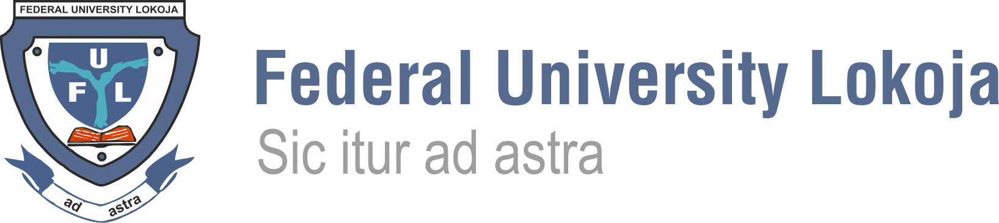 FEDERAL UNIVERSITY LOKOJA
U
F L
ad astra
Federal University Lokoja
Sic itur ad astra